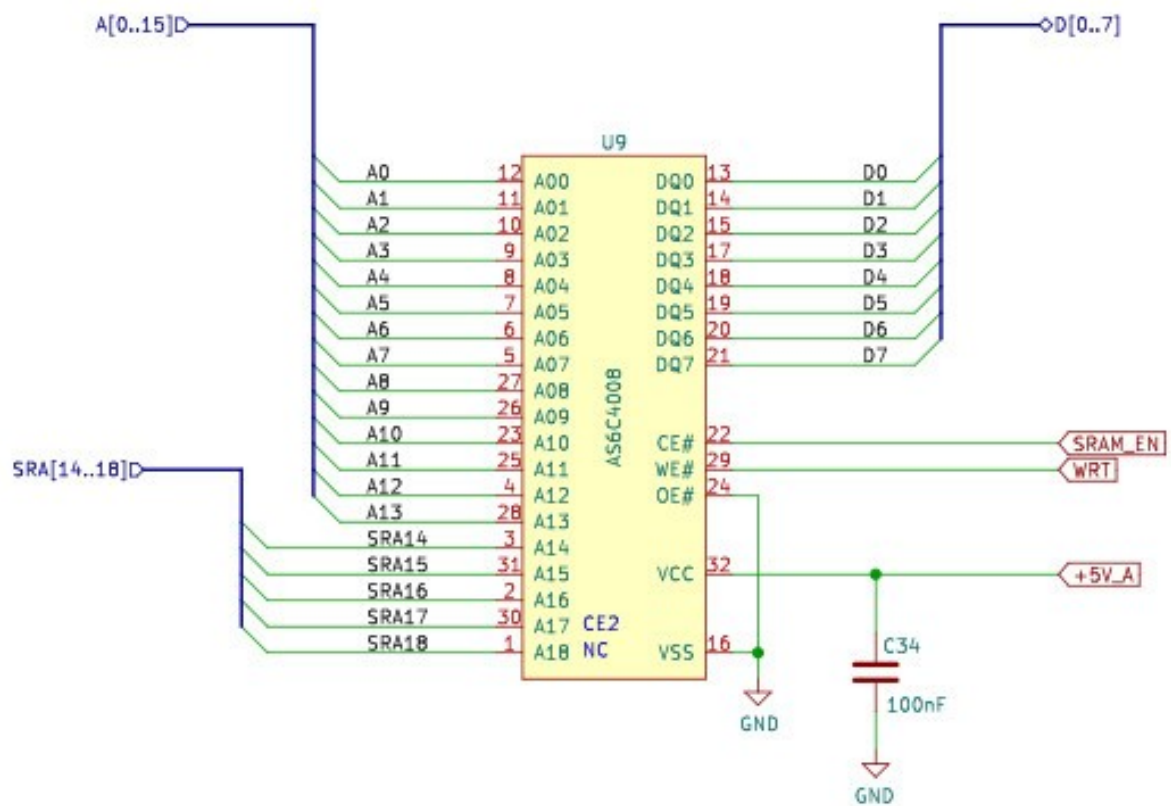 A[0..15] D[0..7]
U9
A0 12 A00 DQ0 13 D0
A1 11 A01 DQ1 14 D1
A2 10 A02 DQ2 15 D2
A3 9 A03 DQ3 17 D3
A4 8 A04 DQ4 18 D4
A5 7 A05 DQ5 19 D5
A6 6 A06 DQ6 20 D6
A7 5 A07 DQ7 21 D7
A8 27 A08
A9 26 A09
AS6C4008
A10 23 A10 CE# 22 SRAM_EN
SRA[14..18] A11 25 A11 WE# 29 WRT
A12 4 A12 OE# 24
A13 28 A13
SRA14 3 A14
SRA15 31 A15 VCC 32 +5V_A
SRA16 2 A16
SRA17 30 A17 CE2
SRA18 1 A18 NC VSS 16 C34
100nF
GND
GND